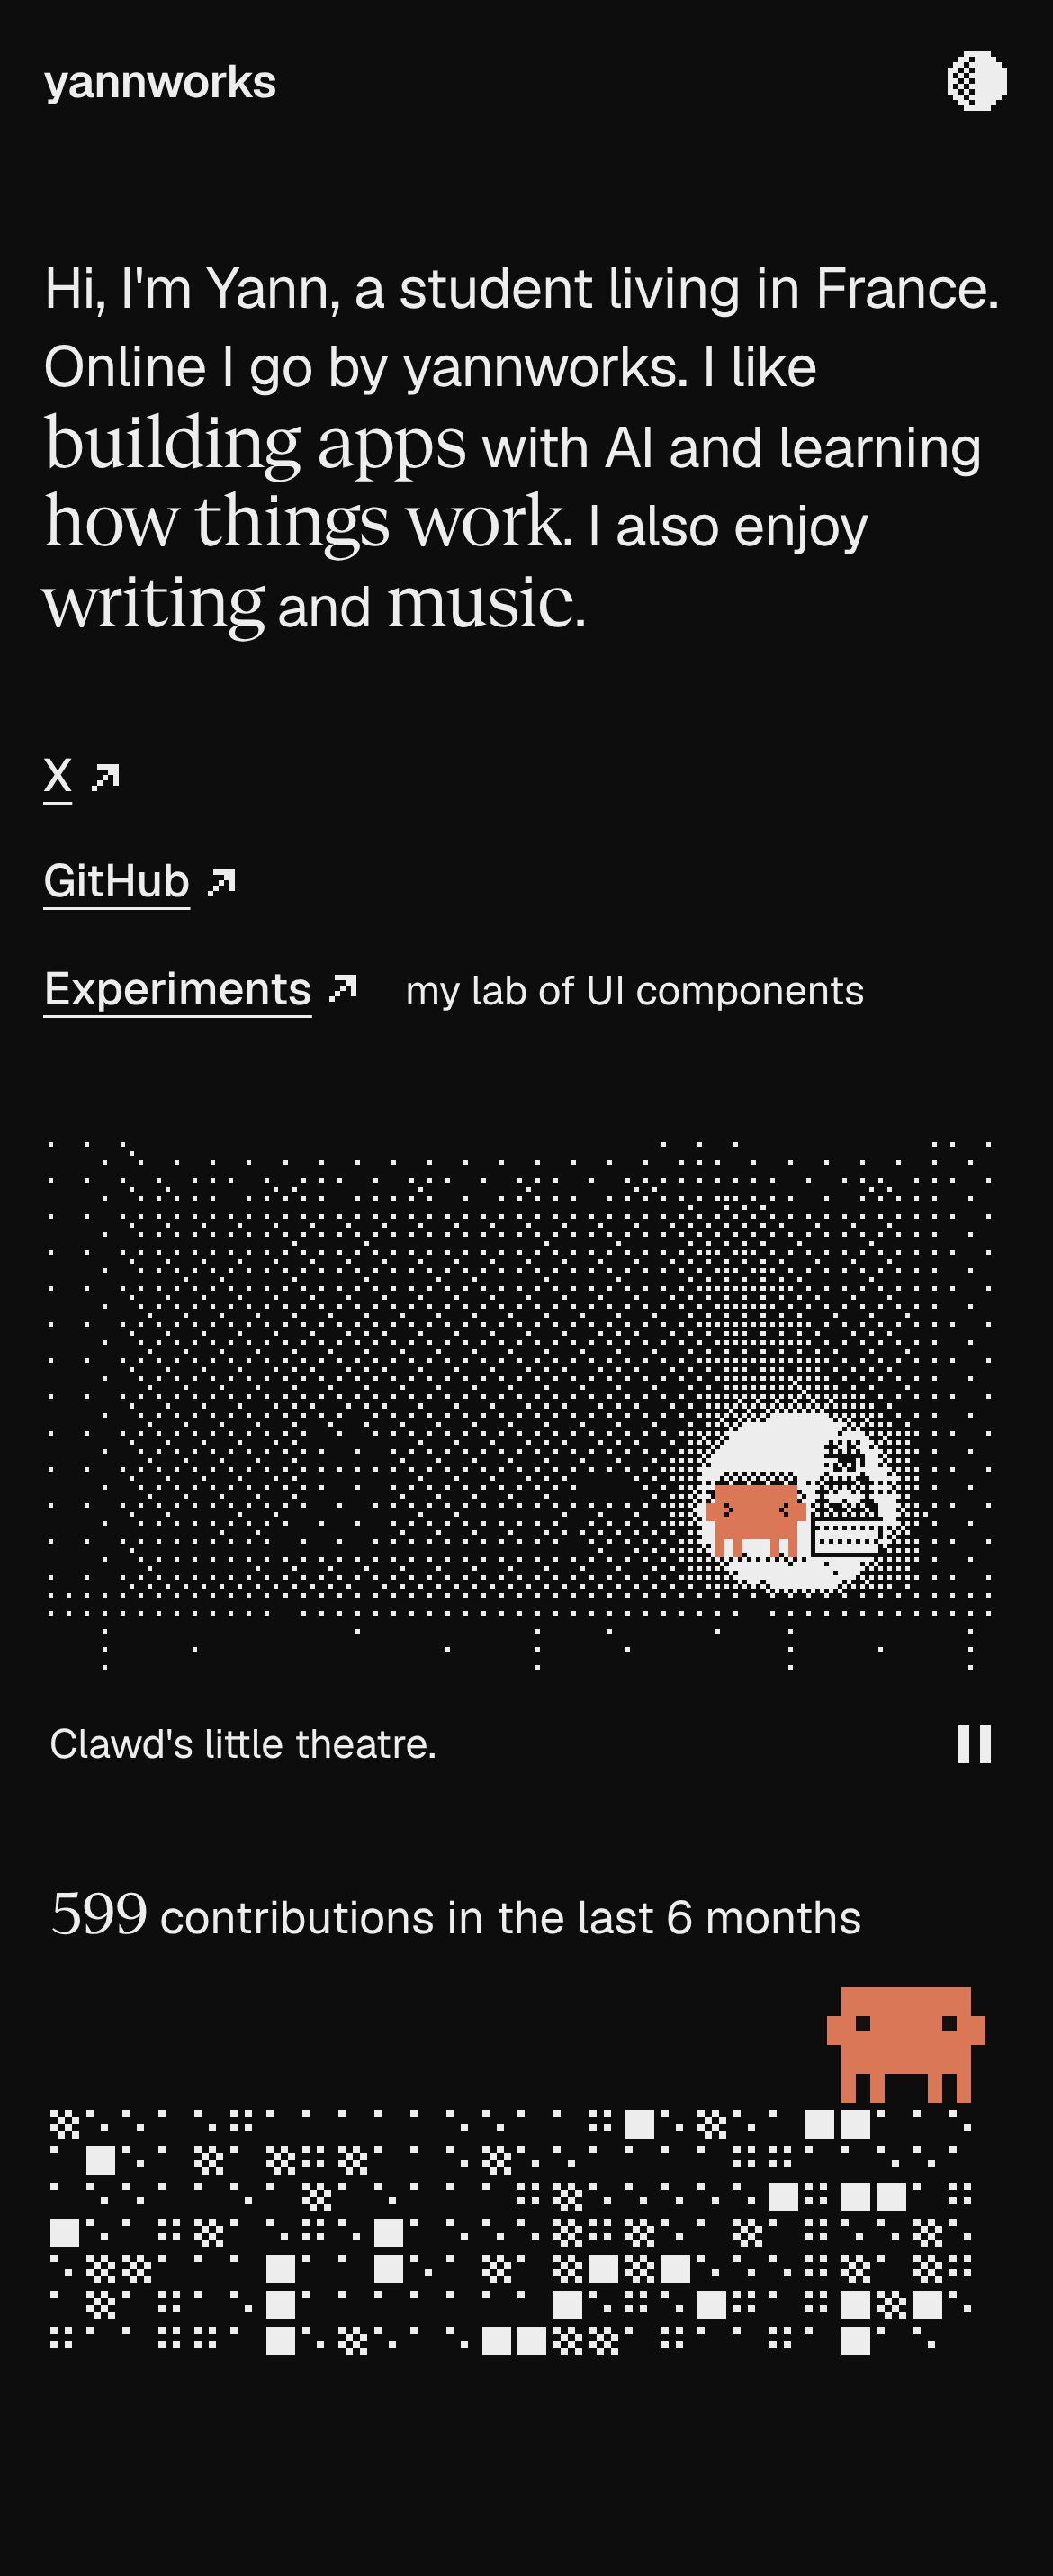 yannworks
Hi, I'm Yann, a student living in France.
Online I go by yannworks. I like
building apps with AI and learning
how things work. I also enjoy
writing and music.
X
GitHub
Experiments my lab of UI components
Clawd's little theatre.
599 contributions in the last 6 months